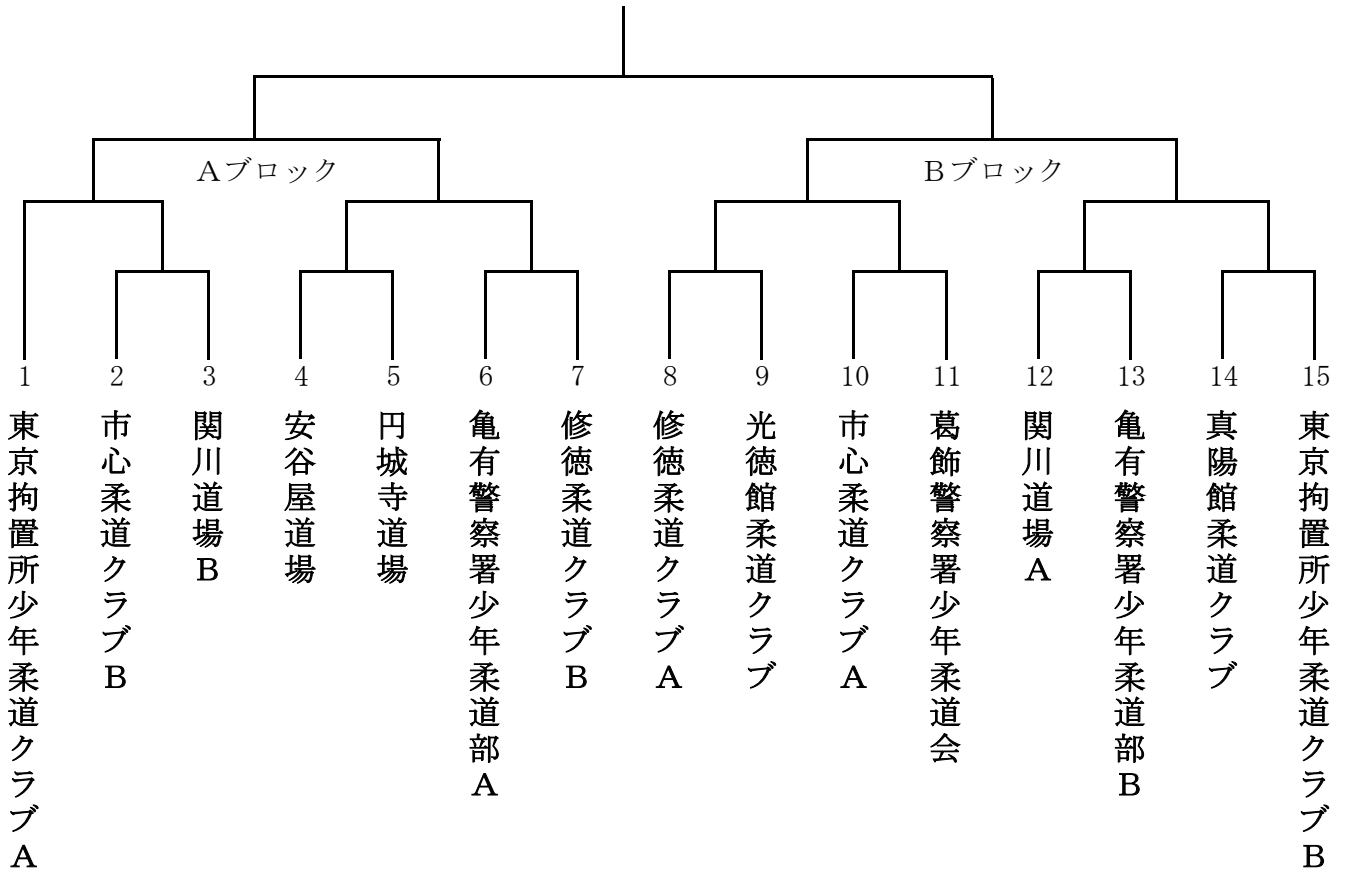 Aブロック
Bブロック
1
2
3
4
5
6
7
8
9
10
11
12
13
14
15
東京拘置所少年柔道クラブA
市心柔道クラブB
関川道場B
安谷屋道場
円城寺道場
亀有警察署少年柔道部A
修徳柔道クラブB
修徳柔道クラブA
光徳館柔道クラブ
市心柔道クラブA
葛飾警察署少年柔道会
関川道場A
亀有警察署少年柔道部B
真陽館柔道クラブ
東京拘置所少年柔道クラブB